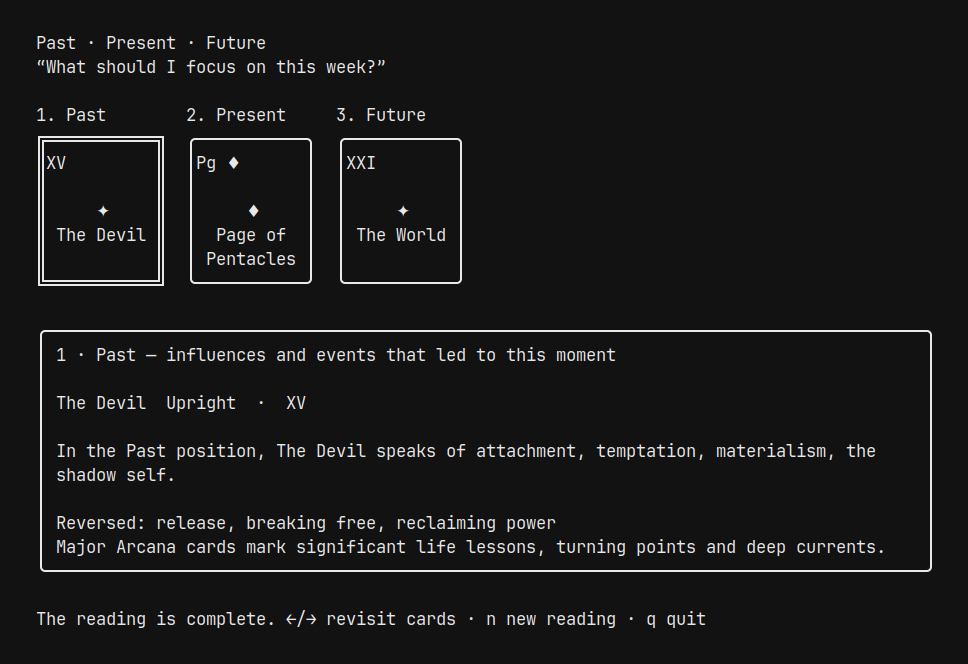 Past · Present · Future
“What should I focus on this week?”
1. Past
2. Present
3. Future
XV
✦
The Devil
Pg ♦
♦
Page of
Pentacles
XXI
✦
The World
1 · Past — influences and events that led to this moment
The Devil  Upright  ·  XV
In the Past position, The Devil speaks of attachment, temptation, materialism, the
shadow self.
Reversed: release, breaking free, reclaiming power
Major Arcana cards mark significant life lessons, turning points and deep currents.
The reading is complete. ←/→ revisit cards · n new reading · q quit